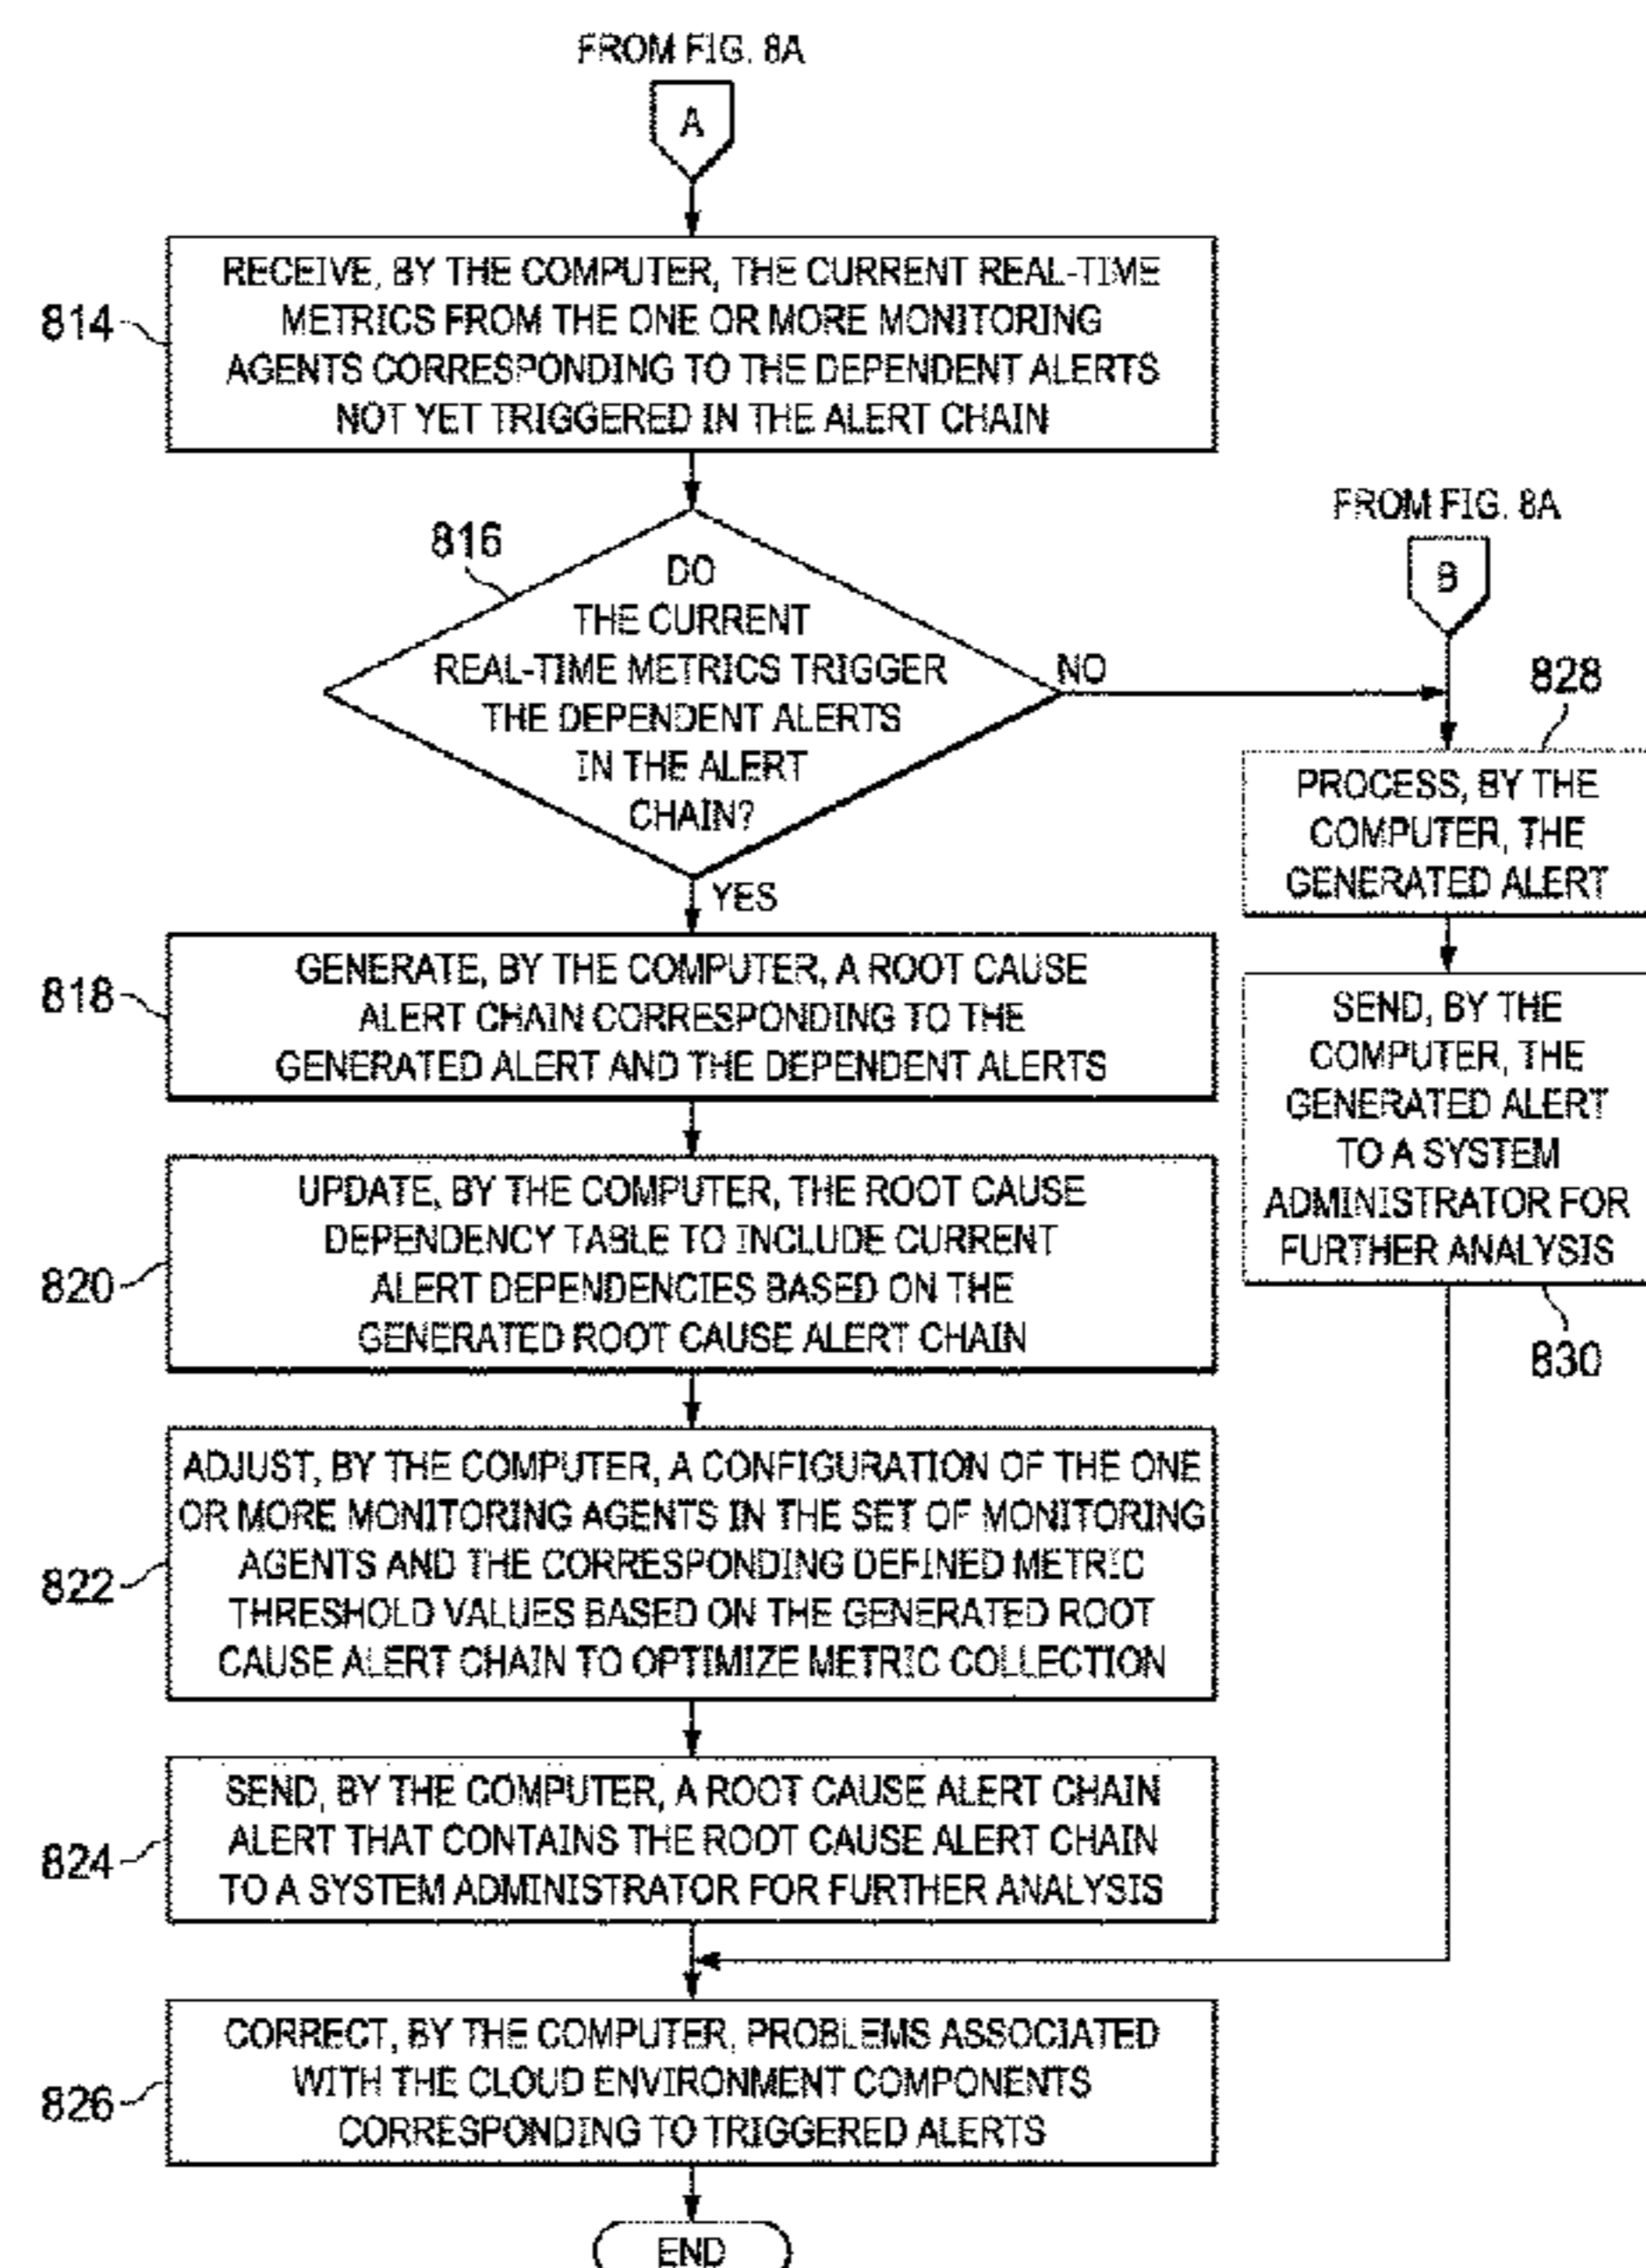 FROM FIG. 8A
A
814
RECEIVE, BY THE COMPUTER, THE CURRENT REAL-TIME
METRICS FROM THE ONE OR MORE MONITORING
AGENTS CORRESPONDING TO THE DEPENDENT ALERTS
NOT YET TRIGGERED IN THE ALERT CHAIN
816
DO
THE CURRENT
REAL-TIME METRICS TRIGGER
THE DEPENDENT ALERTS
IN THE ALERT
CHAIN?
NO
YES
FROM FIG. 8A
B
828
PROCESS, BY THE
COMPUTER, THE
GENERATED ALERT
SEND, BY THE
COMPUTER, THE
GENERATED ALERT
TO A SYSTEM
ADMINISTRATOR FOR
FURTHER ANALYSIS
830
818
GENERATE, BY THE COMPUTER, A ROOT CAUSE
ALERT CHAIN CORRESPONDING TO THE
GENERATED ALERT AND THE DEPENDENT ALERTS
820
UPDATE, BY THE COMPUTER, THE ROOT CAUSE
DEPENDENCY TABLE TO INCLUDE CURRENT
ALERT DEPENDENCIES BASED ON THE
GENERATED ROOT CAUSE ALERT CHAIN
822
ADJUST, BY THE COMPUTER, A CONFIGURATION OF THE ONE
OR MORE MONITORING AGENTS IN THE SET OF MONITORING
AGENTS AND THE CORRESPONDING DEFINED METRIC
THRESHOLD VALUES BASED ON THE GENERATED ROOT
CAUSE ALERT CHAIN TO OPTIMIZE METRIC COLLECTION
824
SEND, BY THE COMPUTER, A ROOT CAUSE ALERT CHAIN
ALERT THAT CONTAINS THE ROOT CAUSE ALERT CHAIN
TO A SYSTEM ADMINISTRATOR FOR FURTHER ANALYSIS
826
CORRECT, BY THE COMPUTER, PROBLEMS ASSOCIATED
WITH THE CLOUD ENVIRONMENT COMPONENTS
CORRESPONDING TO TRIGGERED ALERTS
END